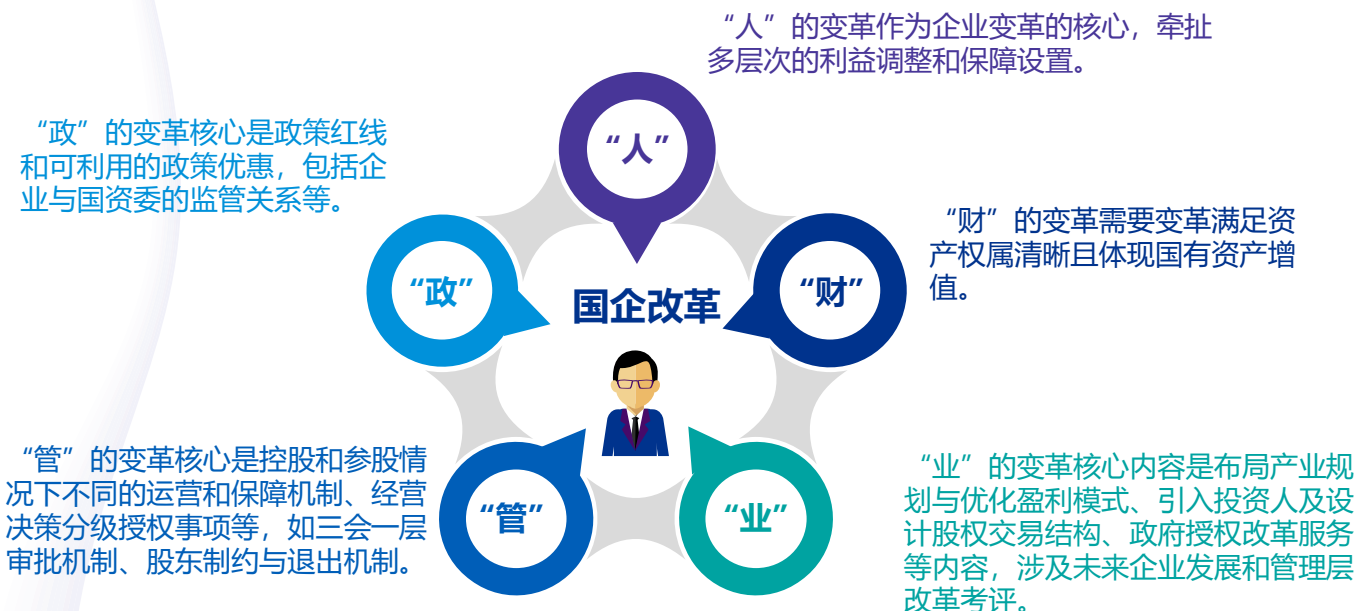 “人”的变革作为企业变革的核心，牵扯
多层次的利益调整和保障设置。
“人”
“政”的变革核心是政策红线
和可利用的政策优惠，包括企
业与国资委的监管关系等。
“政”
“财”的变革需要变革满足资
产权属清晰且体现国有资产增
值。
“财”
国企改革
“管”的变革核心是控股和参股情
况下不同的运营和保障机制、经营
决策分级授权事项等，如三会一层
审批机制、股东制约与退出机制。
“管”
“业”
“业”的变革核心内容是布局产业规
划与优化盈利模式、引入投资人及设
计股权交易结构、政府授权改革服务
等内容，涉及未来企业发展和管理层
改革考评。